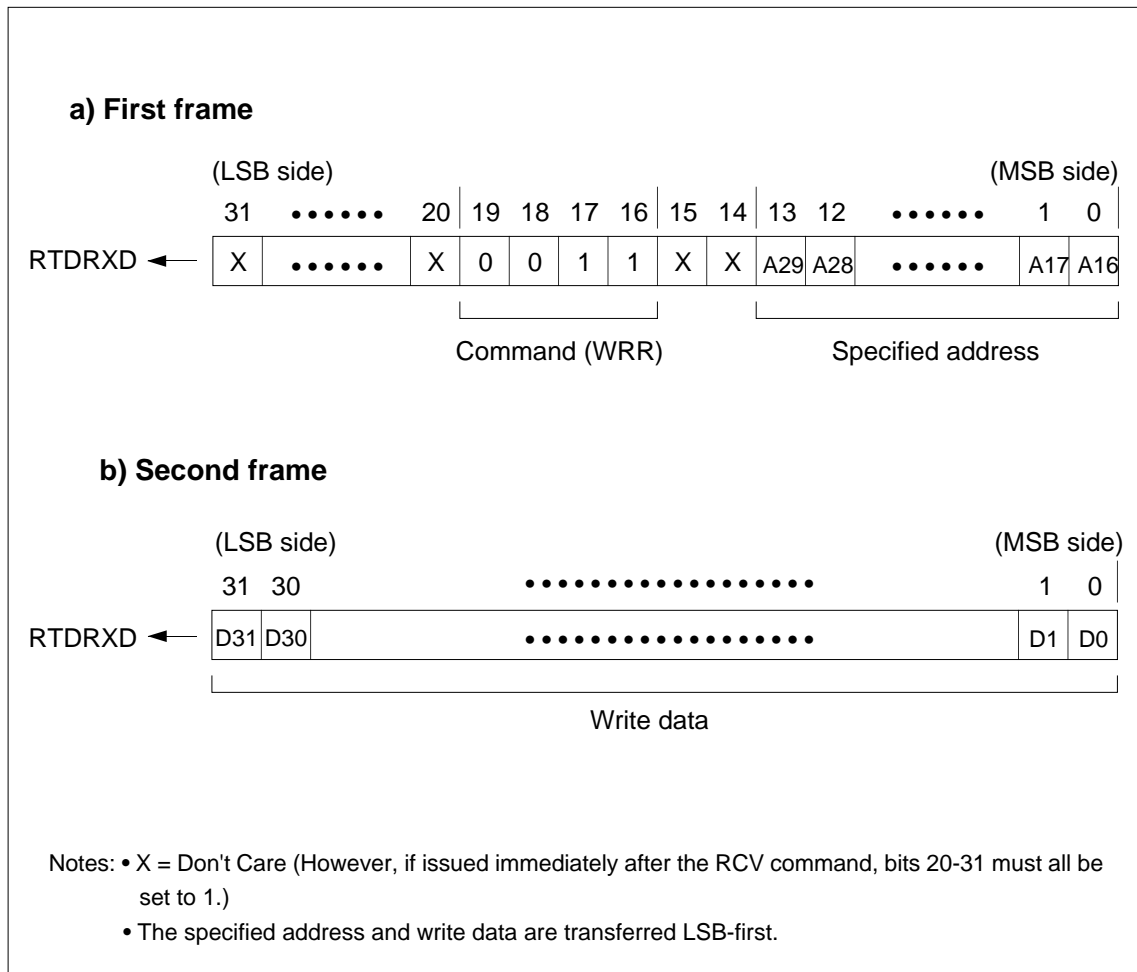 a) First frame
(LSB side) (MSB side)
31 •••••• 20 19 18 17 16 15 14 13 12 •••••• 1 0
RTDRXD X •••••• X 0 0 1 1 X X A29 A28 •••••• A17 A16
Command (WRR) Specified address
b) Second frame
(LSB side) (MSB side)
31 30 •••••••••••••••••• 1 0
RTDRXD D31 D30 •••••••••••••••••• D1 D0
Write data
Notes: • X = Don't Care (However, if issued immediately after the RCV command, bits 20-31 must all be
set to 1.)
• The specified address and write data are transferred LSB-first.